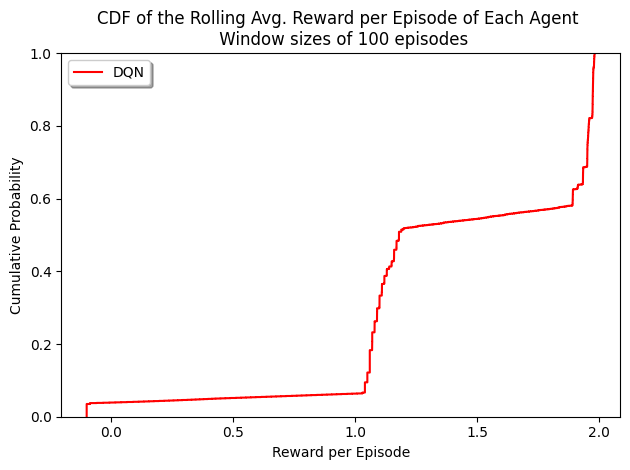 CDF of the Rolling Avg. Reward per Episode of Each Agent
Window sizes of 100 episodes
DQN
Cumulative Probability
1.0
0.8
0.6
0.4
0.2
0.0
0.0 0.5 1.0 1.5 2.0
Reward per Episode